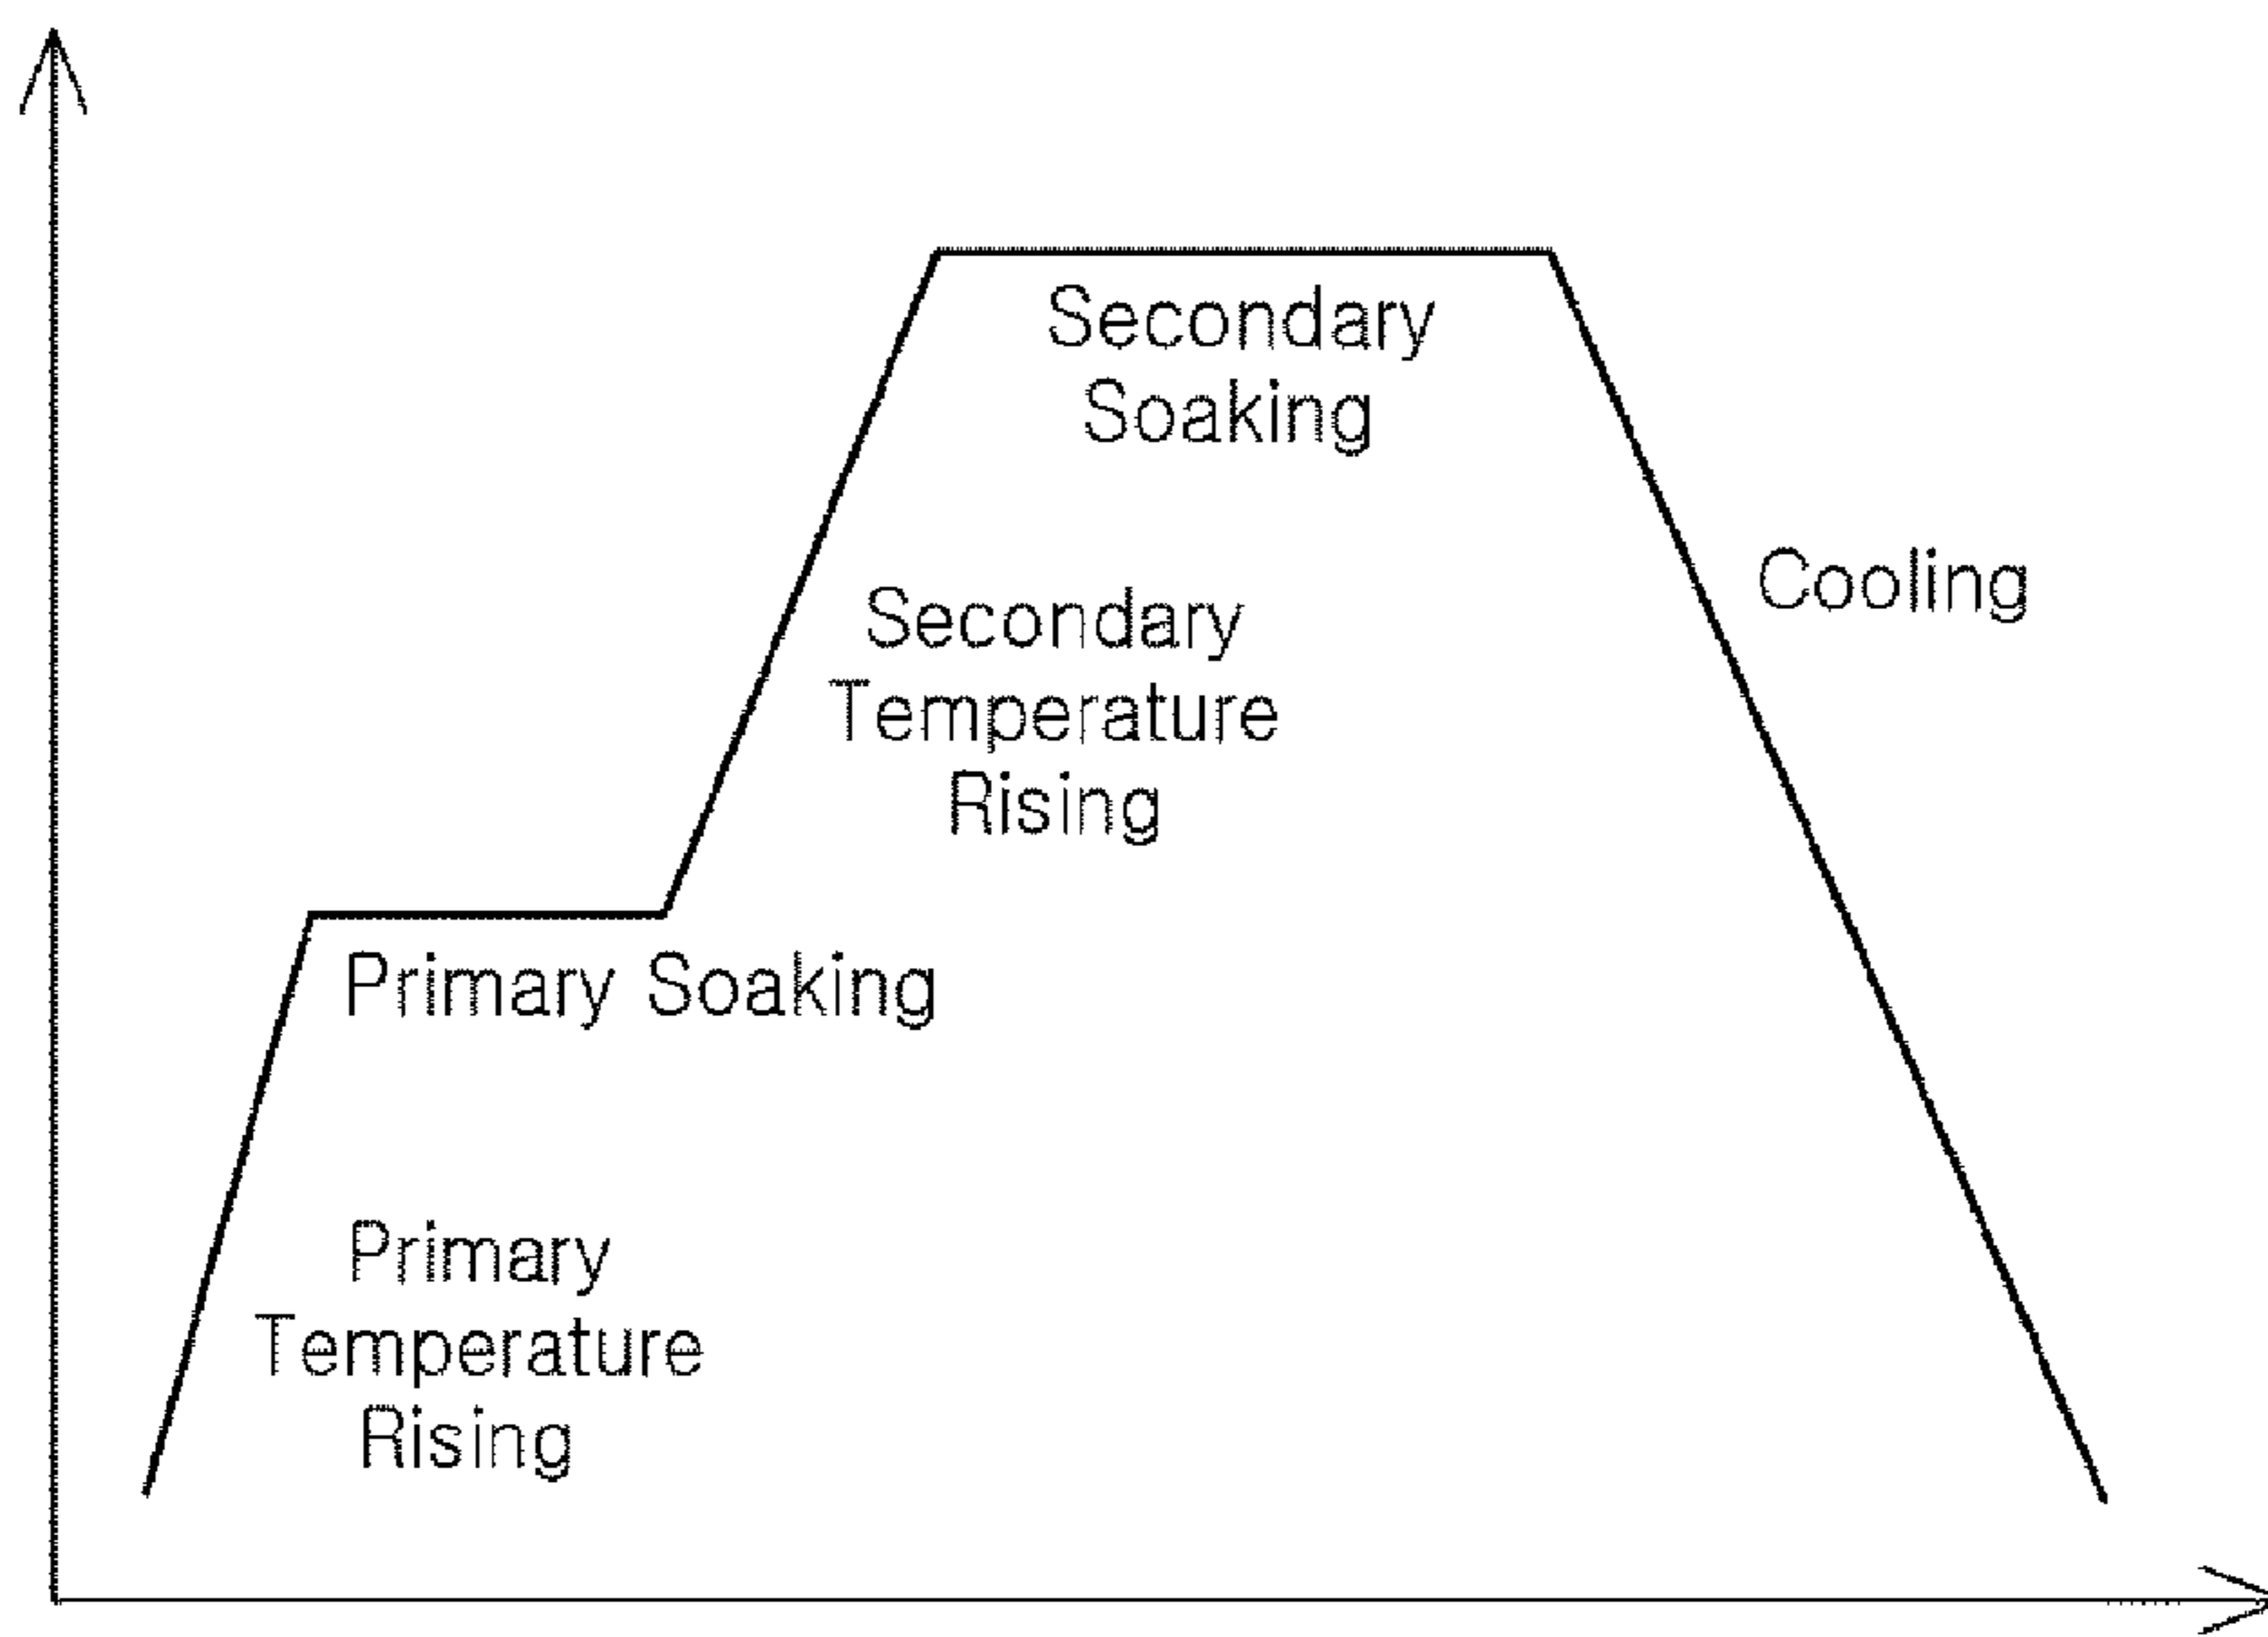 Secondary
Soaking
Cooling
Secondary
Temperature
Rising
Primary Soaking
Primary
Temperature
Rising